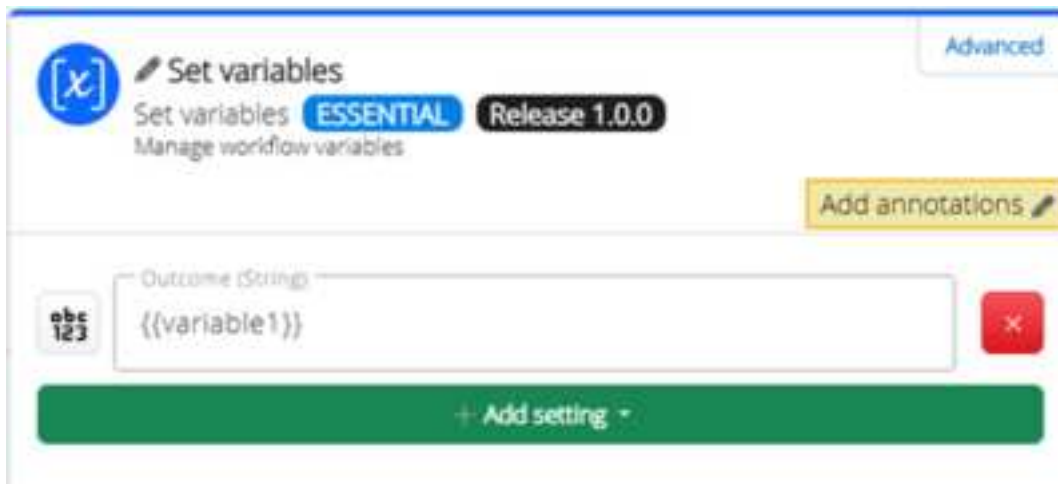 Advanced
[x] Set variables
Set variables ESSENTIAL Release 1.0.0
Manage workflow variables
Add annotations
Outcome (String)
abc
123
{{variable1}}
×
+ Add setting